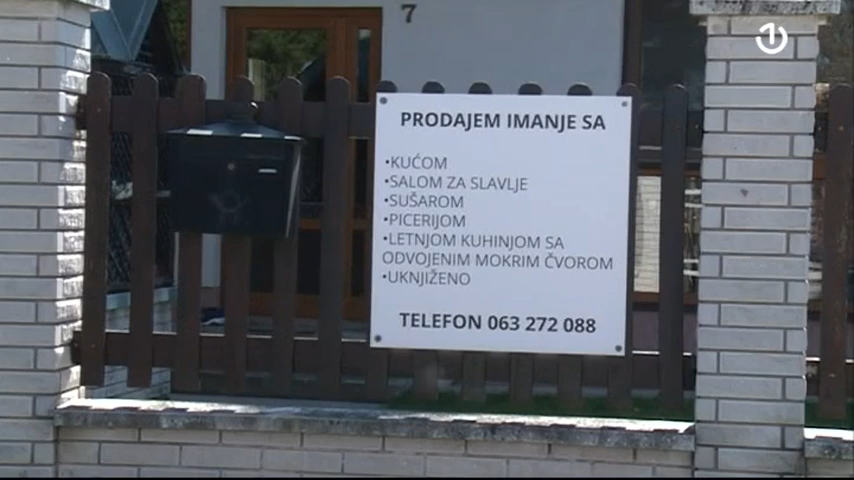 7
1
PRODAJEM IMANJE SA
•KUĆOM
•SALOM ZA SLAVLJE
•SUŠAROM
•PICERIJOM
•LETNJOM KUHINJOM SA
ODVOJENIM MOKRIM ČVOROM
•UKNJIŽENO
TELEFON 063 272 088